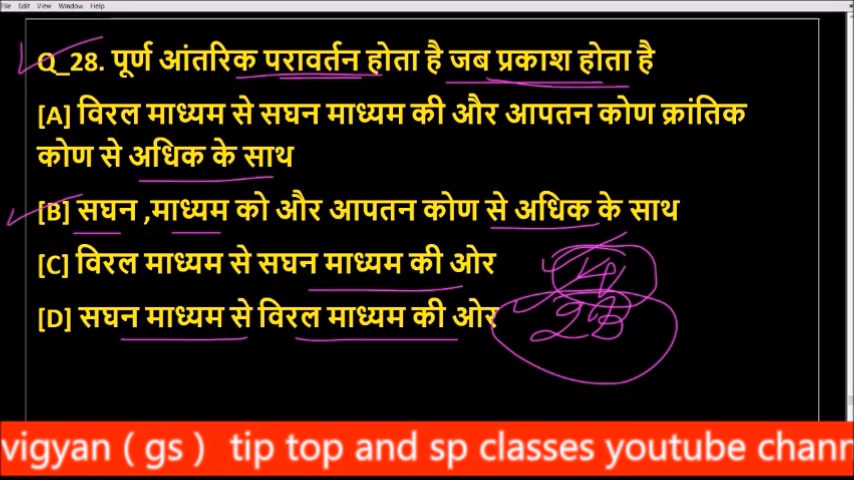 File Edit View Window Help
Q_28. पूर्ण आंतरिक परावर्तन होता है जब प्रकाश होता है
[A] विरल माध्यम से सघन माध्यम की और आपतन कोण क्रांतिक
कोण से अधिक के साथ
[B] सघन ,माध्यम को और आपतन कोण से अधिक के साथ
[C] विरल माध्यम से सघन माध्यम की ओर
[D] सघन माध्यम से विरल माध्यम की ओर
2B
vigyan ( gs ) tip top and sp classes youtube chann